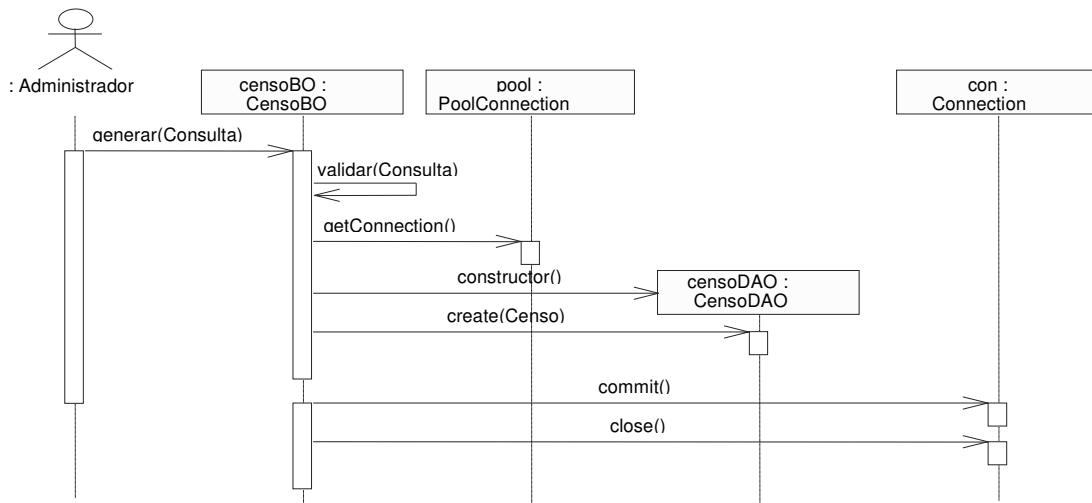 : Administrador
censoBO :
CensoBO
pool :
PoolConnection
con :
Connection
generar(Consulta)
validar(Consulta)
getConnection()
constructor()
censoDAO :
CensoDAO
create(Censo)
commit()
close()